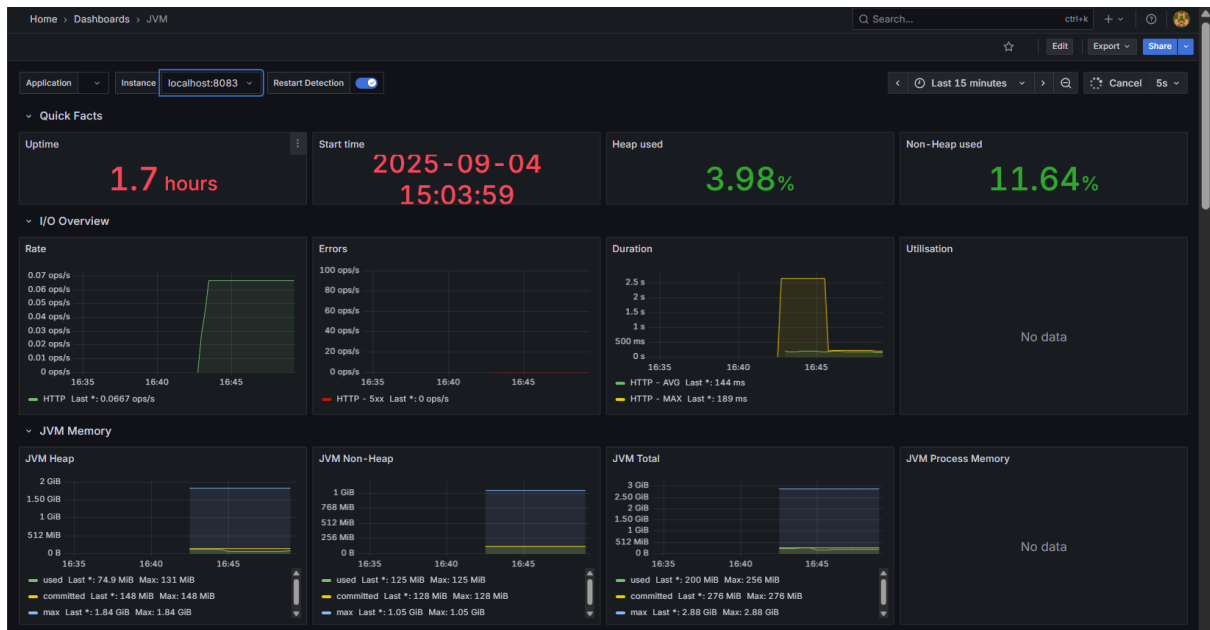 Home › Dashboards › JVM
Search... ctrl+k
Edit Export Share
Application Instance localhost:8083 Restart Detection
Last 15 minutes Cancel 5s
Quick Facts
Uptime
1.7 hours
Start time
2025-09-04
15:03:59
Heap used
3.98%
Non-Heap used
11.64%
I/O Overview
Rate
0.07 ops/s
0.06 ops/s
0.05 ops/s
0.04 ops/s
0.03 ops/s
0.02 ops/s
0.01 ops/s
0 ops/s
16:35 16:40 16:45
HTTP Last *: 0.0667 ops/s
Errors
100 ops/s
80 ops/s
60 ops/s
40 ops/s
20 ops/s
0 ops/s
16:35 16:40 16:45
HTTP - 5xx Last *: 0 ops/s
Duration
2.5 s
2 s
1.5 s
1 s
500 ms
0 s
16:35 16:40 16:45
HTTP - AVG Last *: 144 ms
HTTP - MAX Last *: 189 ms
Utilisation
No data
JVM Memory
JVM Heap
2 GiB
1.50 GiB
1 GiB
512 MiB
0 B
16:35 16:40 16:45
used Last *: 74.9 MiB Max: 131 MiB
committed Last *: 148 MiB Max: 148 MiB
max Last *: 1.84 GiB Max: 1.84 GiB
JVM Non-Heap
1 GiB
768 MiB
512 MiB
256 MiB
0 B
16:35 16:40 16:45
used Last *: 125 MiB Max: 125 MiB
committed Last *: 128 MiB Max: 128 MiB
max Last *: 1.05 GiB Max: 1.05 GiB
JVM Total
3 GiB
2.50 GiB
2 GiB
1.50 GiB
1 GiB
512 MiB
0 B
16:35 16:40 16:45
used Last *: 200 MiB Max: 256 MiB
committed Last *: 276 MiB Max: 276 MiB
max Last *: 2.88 GiB Max: 2.88 GiB
JVM Process Memory
No data